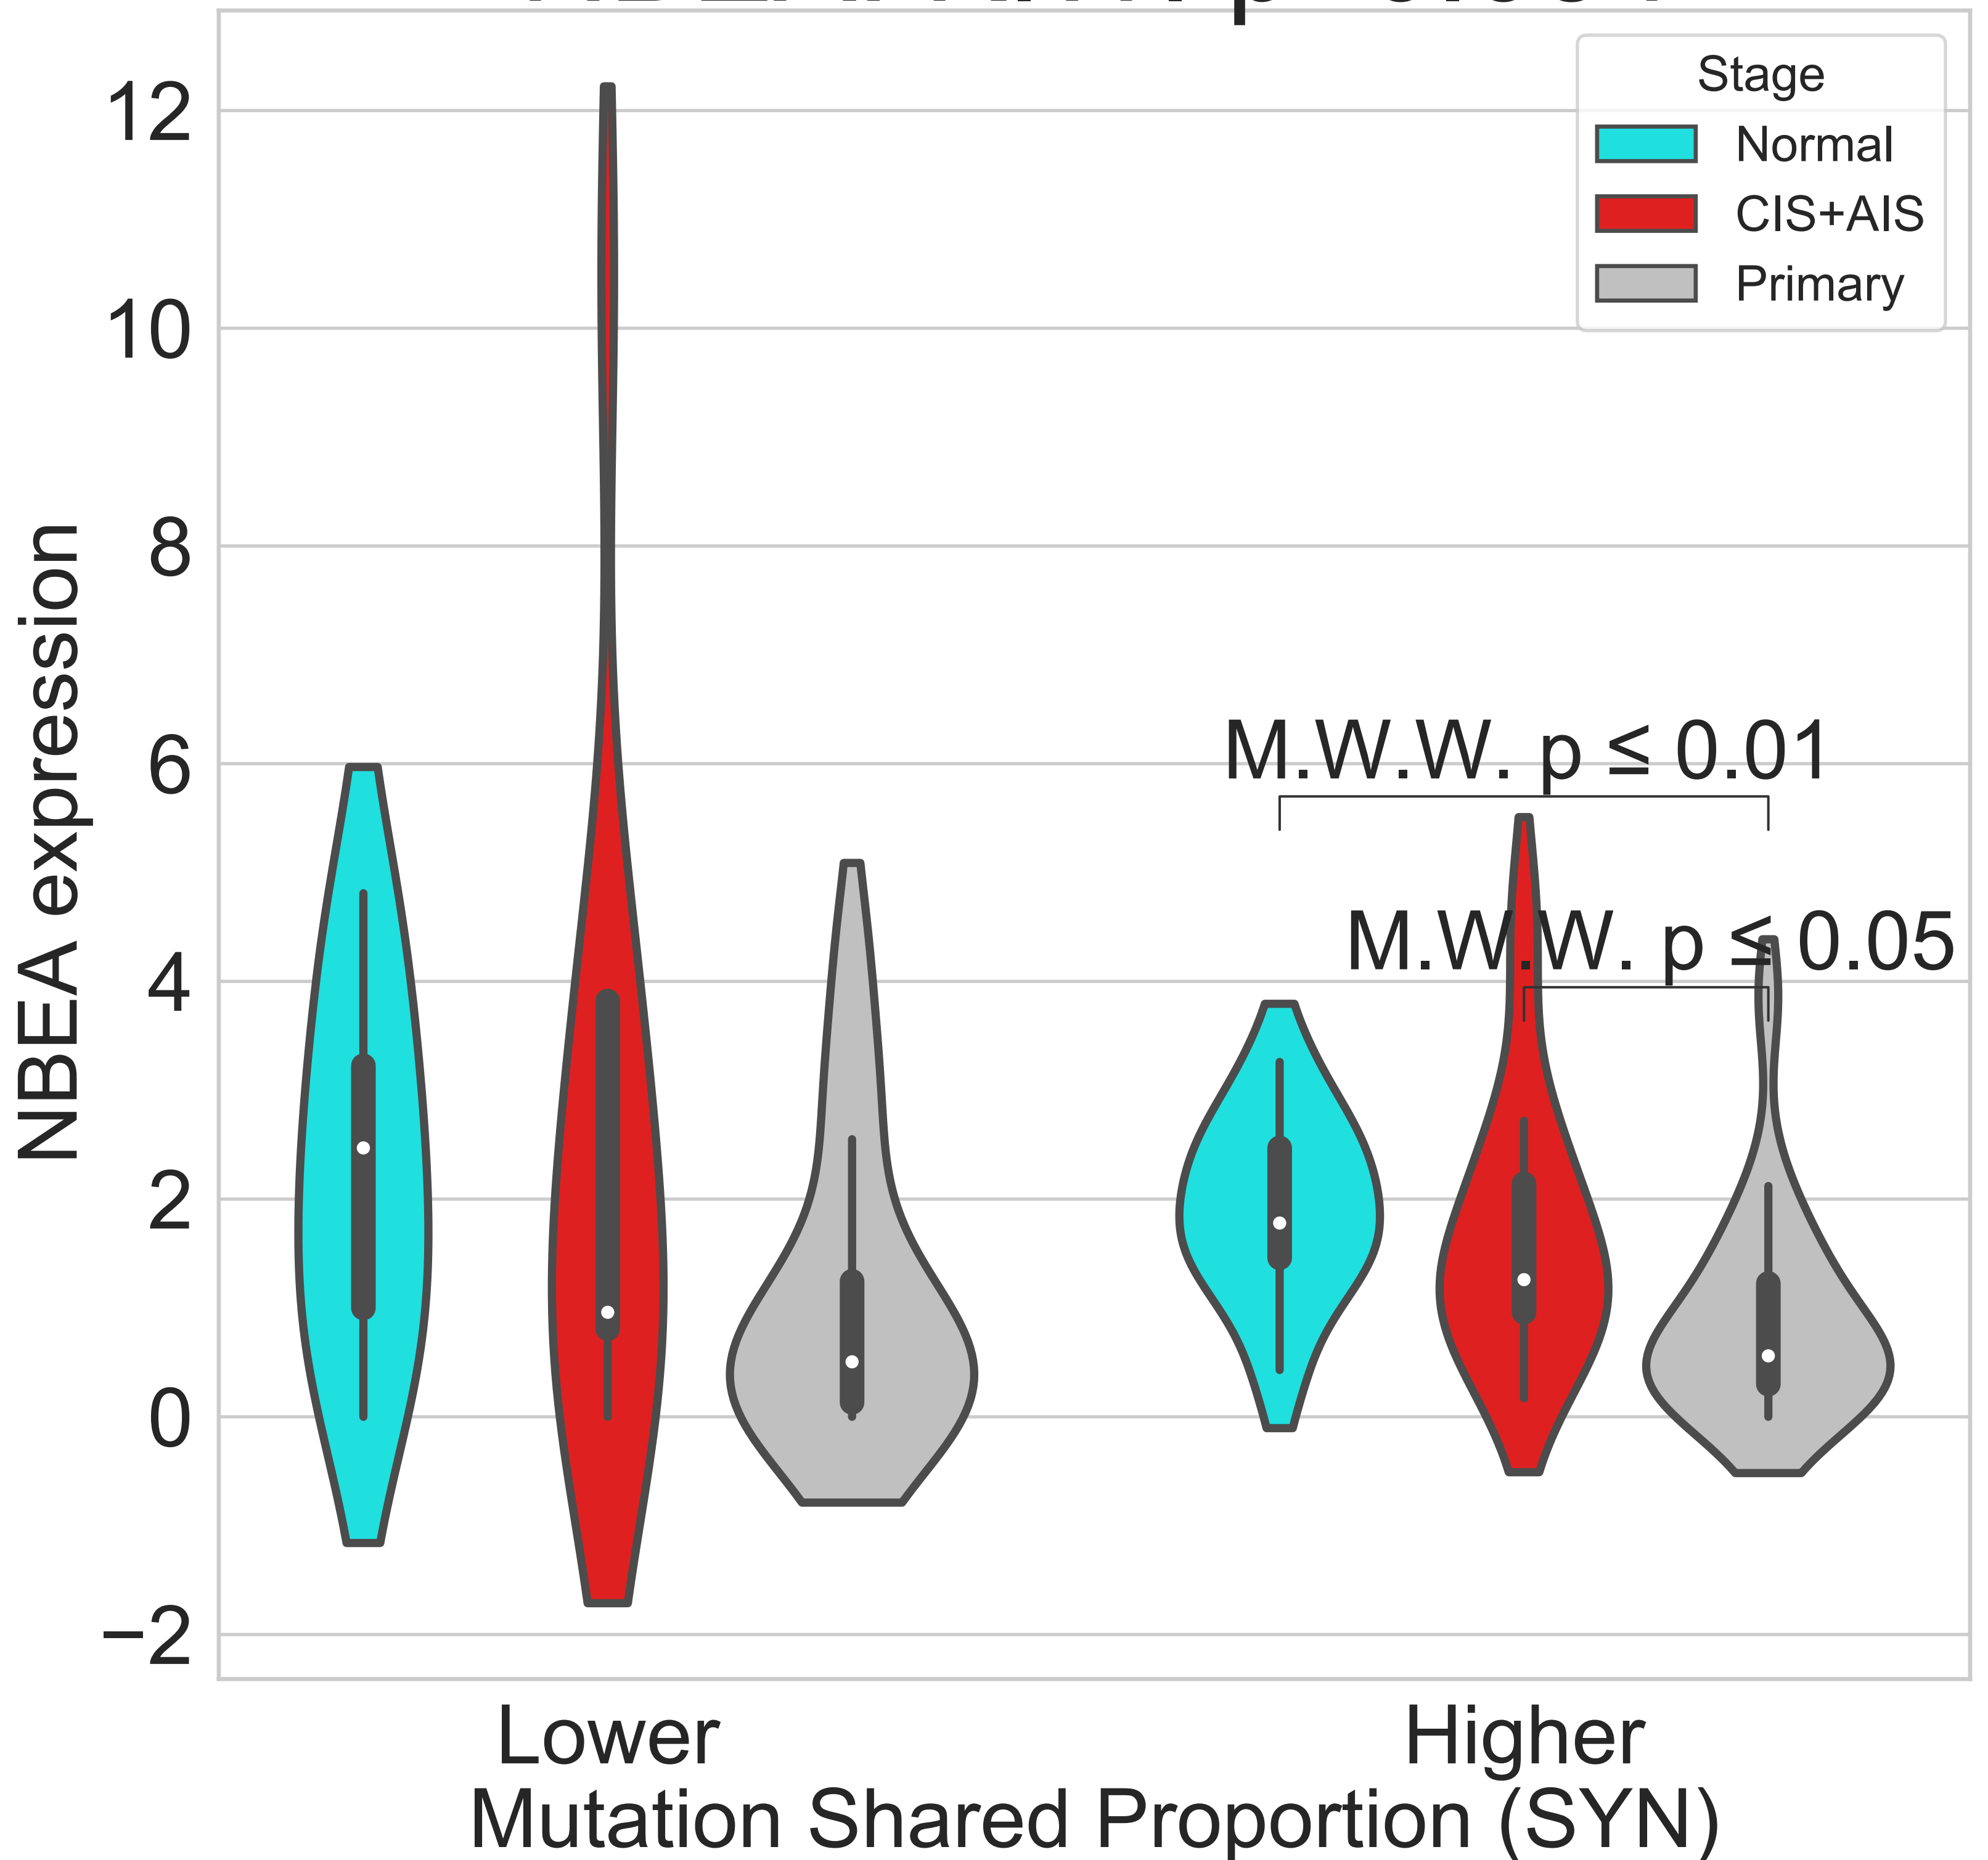 Stage
Normal
CIS+AIS
Primary
12
10
8
6
4
2
0
−2
NBEA expression
M.W.W. p ≤ 0.01
M.W.W. p ≤ 0.05
Lower
Higher
Mutation Shared Proportion (SYN)